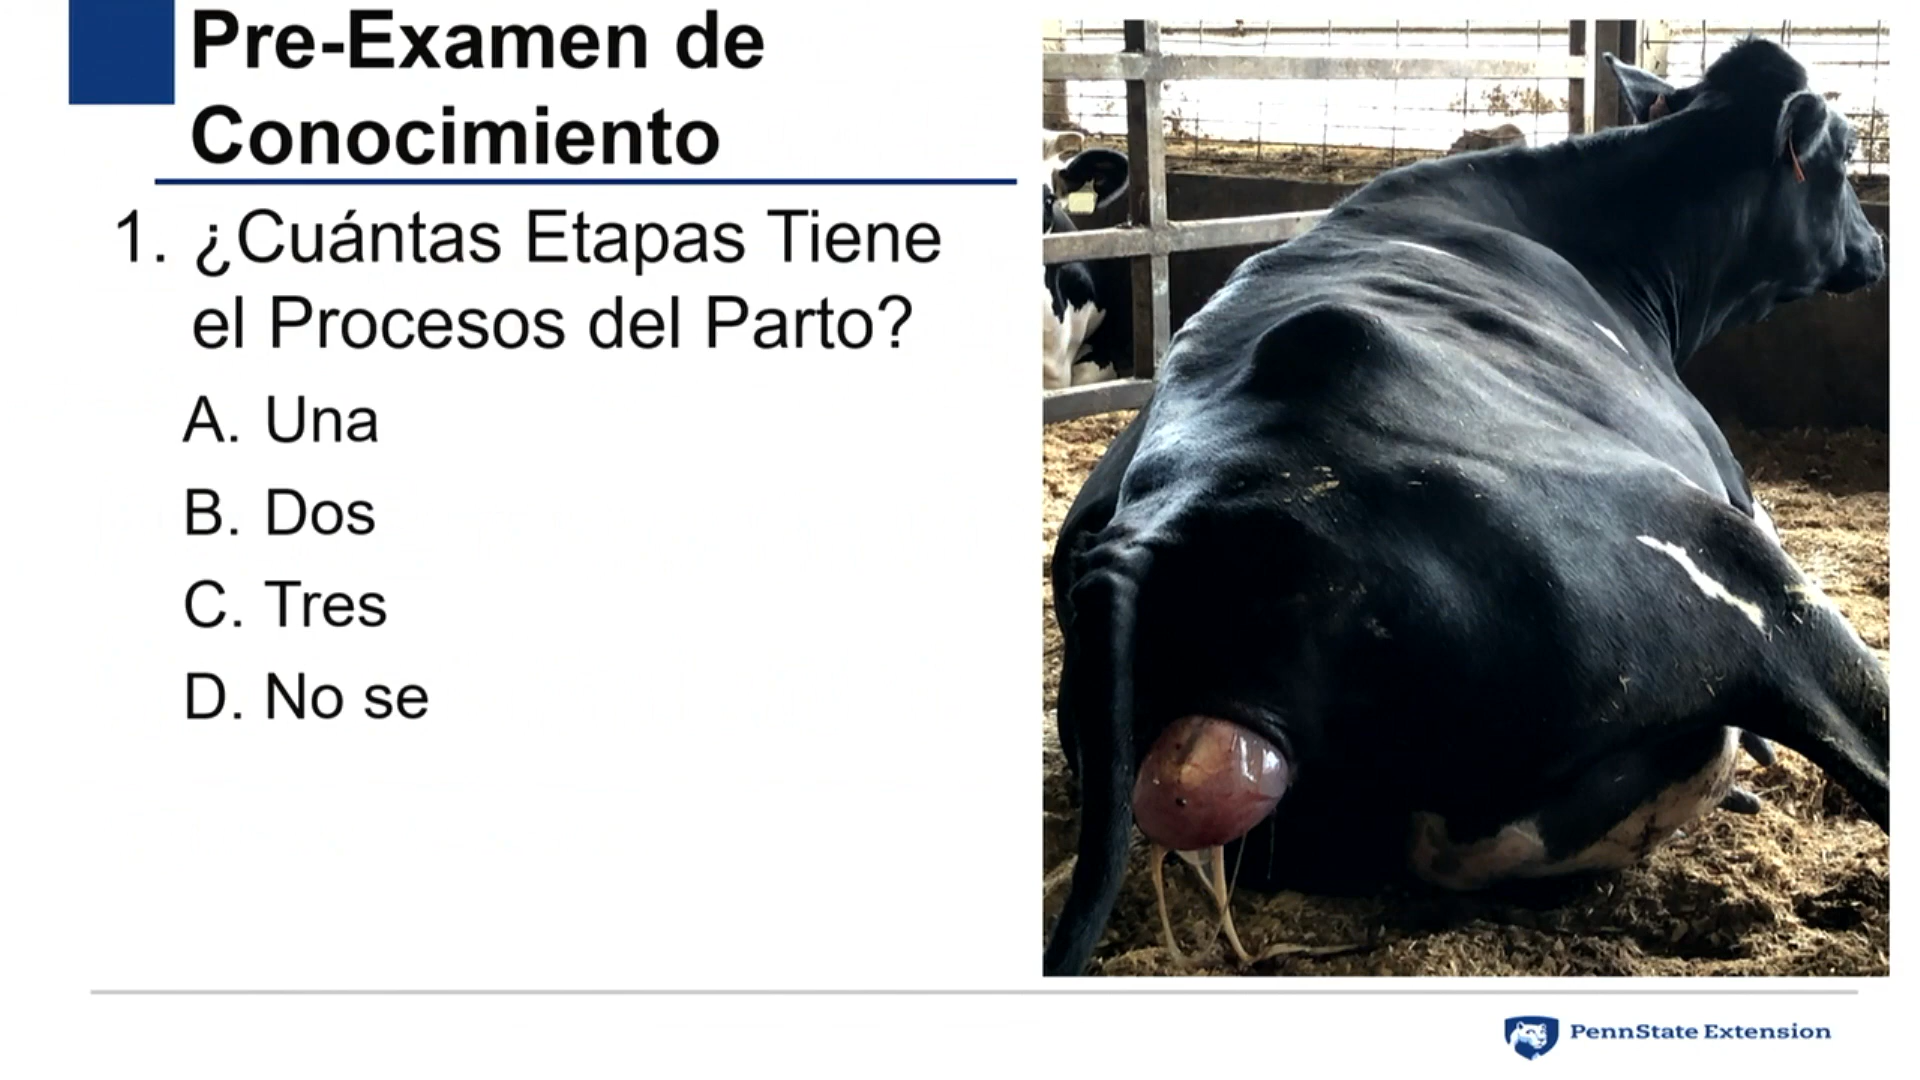 Pre-Examen de
Conocimiento
1. ¿Cuántas Etapas Tiene
el Procesos del Parto?
A. Una
B. Dos
C. Tres
D. No se
PennState Extension